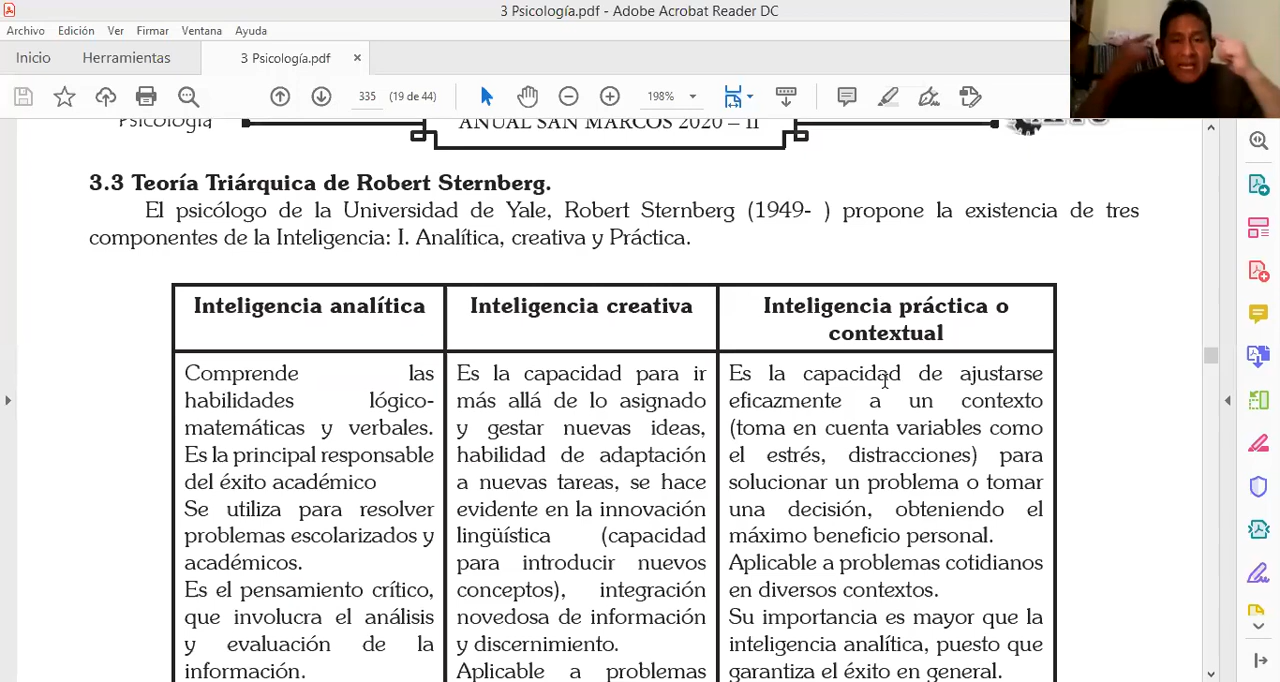 3 Psicología.pdf - Adobe Acrobat Reader DC
Archivo Edición Ver Firmar Ventana Ayuda
Inicio Herramientas 3 Psicología.pdf ×
335 (19 de 44) 198%
Psicología
ANUAL SAN MARCOS 2020 – II
3.3 Teoría Triárquica de Robert Sternberg.
El psicólogo de la Universidad de Yale, Robert Sternberg (1949- ) propone la existencia de tres
componentes de la Inteligencia: I. Analítica, creativa y Práctica.
Inteligencia analítica
Comprende las
habilidades lógico-
matemáticas y verbales.
Es la principal responsable
del éxito académico
Se utiliza para resolver
problemas escolarizados y
académicos.
Es el pensamiento crítico,
que involucra el análisis
y evaluación de la
información.
Inteligencia creativa
Es la capacidad para ir
más allá de lo asignado
y gestar nuevas ideas,
habilidad de adaptación
a nuevas tareas, se hace
evidente en la innovación
lingüística (capacidad
para introducir nuevos
conceptos), integración
novedosa de información
y discernimiento.
Aplicable a problemas
Inteligencia práctica o
contextual
Es la capacidad de ajustarse
eficazmente a un contexto
(toma en cuenta variables como
el estrés, distracciones) para
solucionar un problema o tomar
una decisión, obteniendo el
máximo beneficio personal.
Aplicable a problemas cotidianos
en diversos contextos.
Su importancia es mayor que la
inteligencia analítica, puesto que
garantiza el éxito en general.